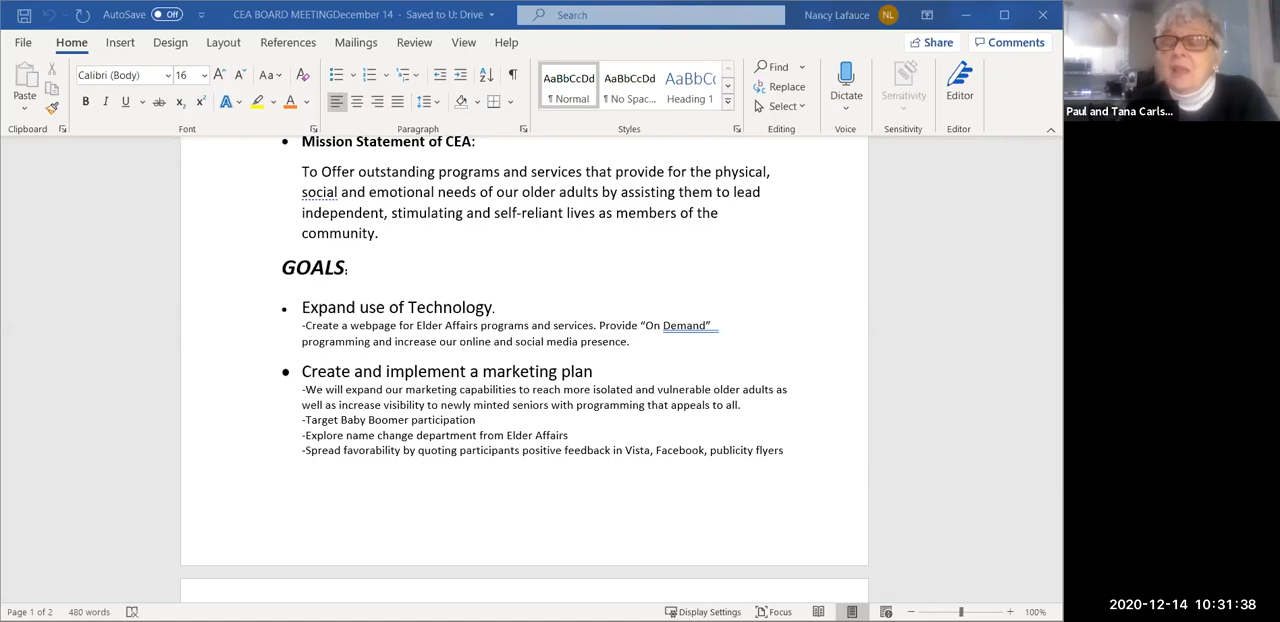 AutoSave Off CEA BOARD MEETINGDecember 14 - Saved to U: Drive Search Nancy Lafauce NL
File Home Insert Design Layout References Mailings Review View Help Share Comments
Paste Calibri (Body) 16 Aa AaBbCcDd AaBbCcDd AaBbC( Find Replace Select Dictate Sensitivity Editor
B I U ab x₂ x² A A ¶ Normal ¶ No Spac... Heading 1
Clipboard Font Paragraph Styles Editing Voice Sensitivity Editor
Paul and Tana Carls...
• Mission Statement of CEA:
To Offer outstanding programs and services that provide for the physical,
social and emotional needs of our older adults by assisting them to lead
independent, stimulating and self-reliant lives as members of the
community.
GOALS:
• Expand use of Technology.
-Create a webpage for Elder Affairs programs and services. Provide “On Demand”
programming and increase our online and social media presence.
• Create and implement a marketing plan
-We will expand our marketing capabilities to reach more isolated and vulnerable older adults as
well as increase visibility to newly minted seniors with programming that appeals to all.
-Target Baby Boomer participation
-Explore name change department from Elder Affairs
-Spread favorability by quoting participants positive feedback in Vista, Facebook, publicity flyers
Page 1 of 2 480 words Display Settings Focus 100%
2020-12-14 10:31:38